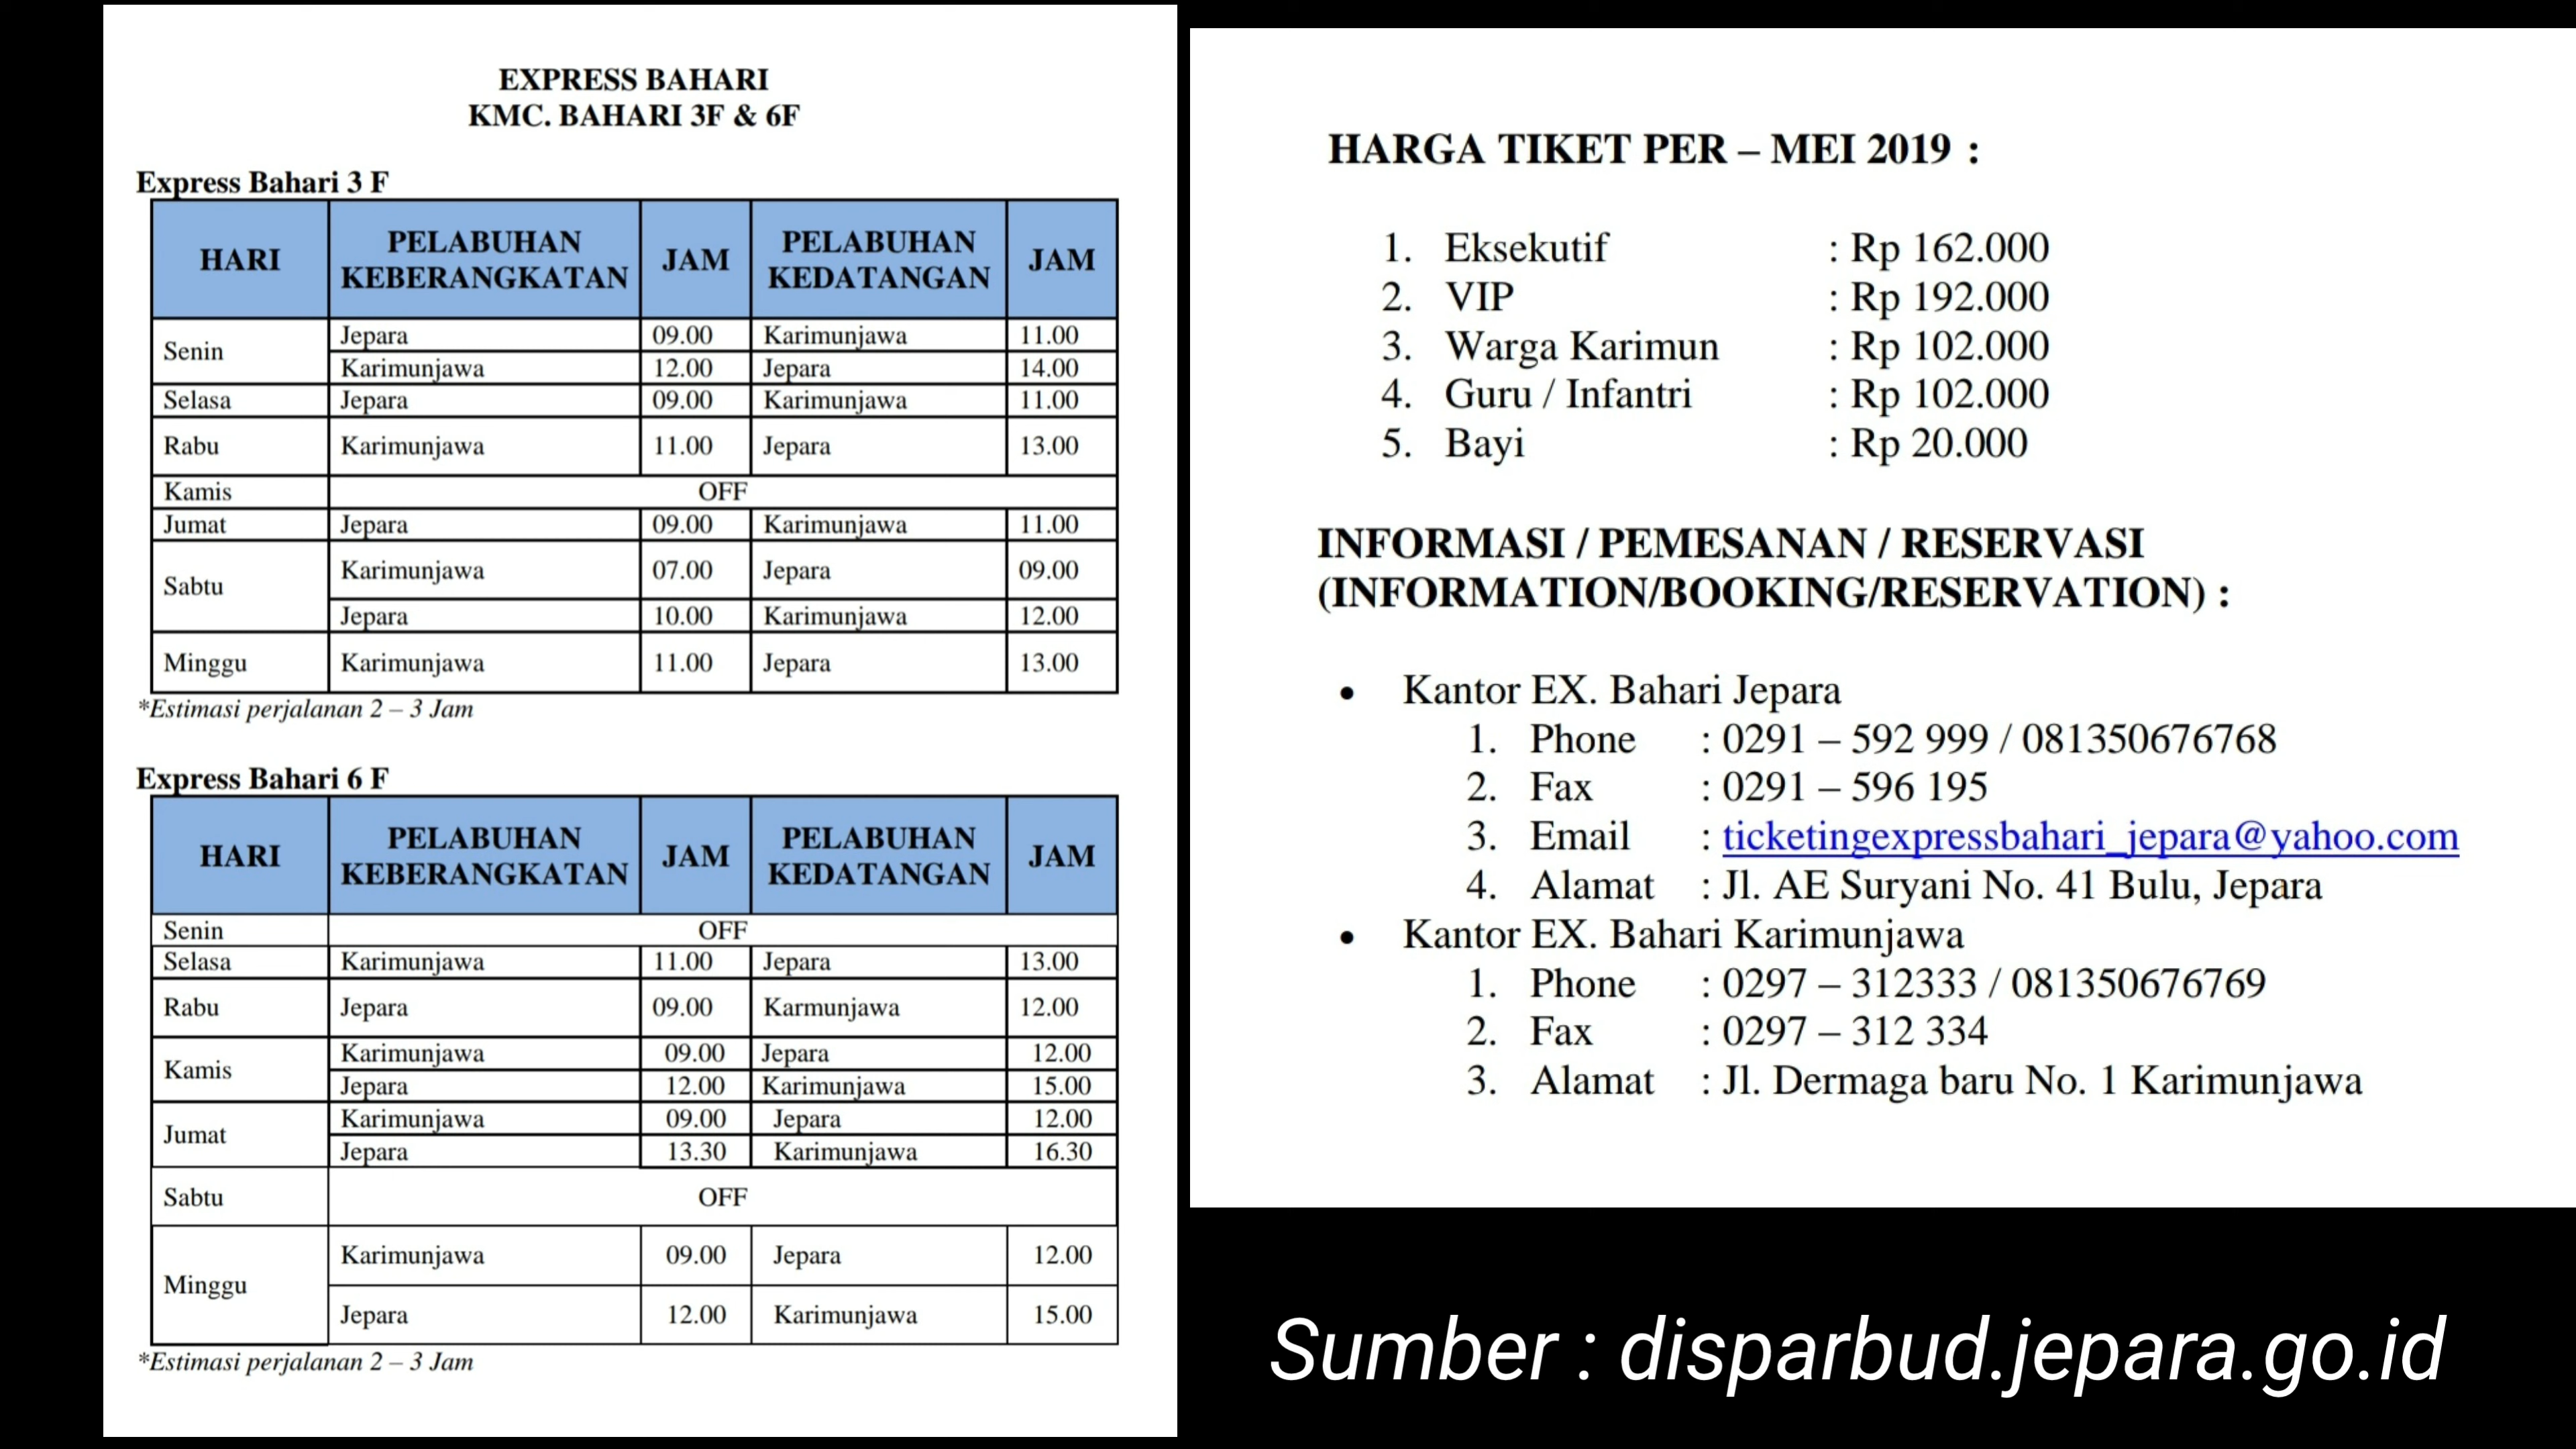 EXPRESS BAHARI
KMC. BAHARI 3F & 6F
Express Bahari 3 F
HARI PELABUHAN KEBERANGKATAN JAM PELABUHAN KEDATANGAN JAM
Senin Jepara 09.00 Karimunjawa 11.00
Karimunjawa 12.00 Jepara 14.00
Selasa Jepara 09.00 Karimunjawa 11.00
Rabu Karimunjawa 11.00 Jepara 13.00
Kamis OFF
Jumat Jepara 09.00 Karimunjawa 11.00
Sabtu Karimunjawa 07.00 Jepara 09.00
Jepara 10.00 Karimunjawa 12.00
Minggu Karimunjawa 11.00 Jepara 13.00
*Estimasi perjalanan 2 – 3 Jam
Express Bahari 6 F
HARI PELABUHAN KEBERANGKATAN JAM PELABUHAN KEDATANGAN JAM
Senin OFF
Selasa Karimunjawa 11.00 Jepara 13.00
Rabu Jepara 09.00 Karmunjawa 12.00
Kamis Karimunjawa 09.00 Jepara 12.00
Jepara 12.00 Karimunjawa 15.00
Jumat Karimunjawa 09.00 Jepara 12.00
Jepara 13.30 Karimunjawa 16.30
Sabtu OFF
Minggu Karimunjawa 09.00 Jepara 12.00
Jepara 12.00 Karimunjawa 15.00
*Estimasi perjalanan 2 – 3 Jam
HARGA TIKET PER – MEI 2019 :
1. Eksekutif : Rp 162.000
2. VIP : Rp 192.000
3. Warga Karimun : Rp 102.000
4. Guru / Infantri : Rp 102.000
5. Bayi : Rp 20.000
INFORMASI / PEMESANAN / RESERVASI
(INFORMATION/BOOKING/RESERVATION) :
• Kantor EX. Bahari Jepara
1. Phone : 0291 – 592 999 / 081350676768
2. Fax : 0291 – 596 195
3. Email : ticketingexpressbahari_jepara@yahoo.com
4. Alamat : Jl. AE Suryani No. 41 Bulu, Jepara
• Kantor EX. Bahari Karimunjawa
1. Phone : 0297 – 312333 / 081350676769
2. Fax : 0297 – 312 334
3. Alamat : Jl. Dermaga baru No. 1 Karimunjawa
Sumber : disparbud.jepara.go.id